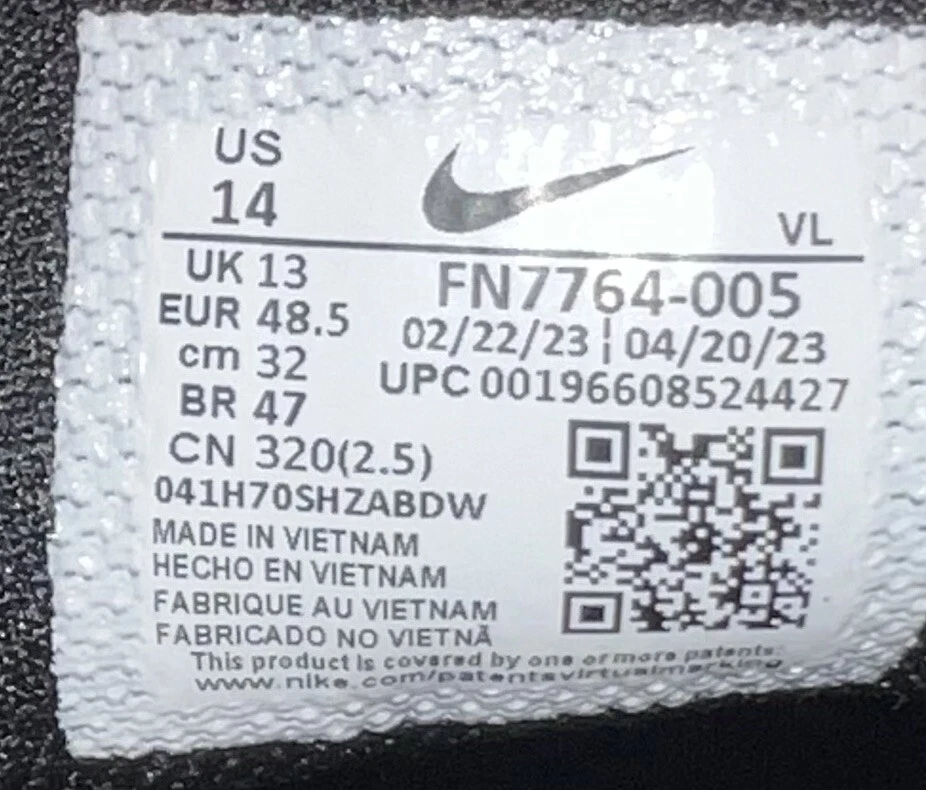 US
14
VL
UK 13
EUR 48.5
cm 32
BR 47
CN 320(2.5)
FN7764-005
02/22/23 ¦ 04/20/23
UPC 00196608524427
041H70SHZABDW
MADE IN VIETNAM
HECHO EN VIETNAM
FABRIQUE AU VIETNAM
FABRICADO NO VIETNÃ
This product is covered by one or more patents:
www.nike.com/patentsvirtualmarking